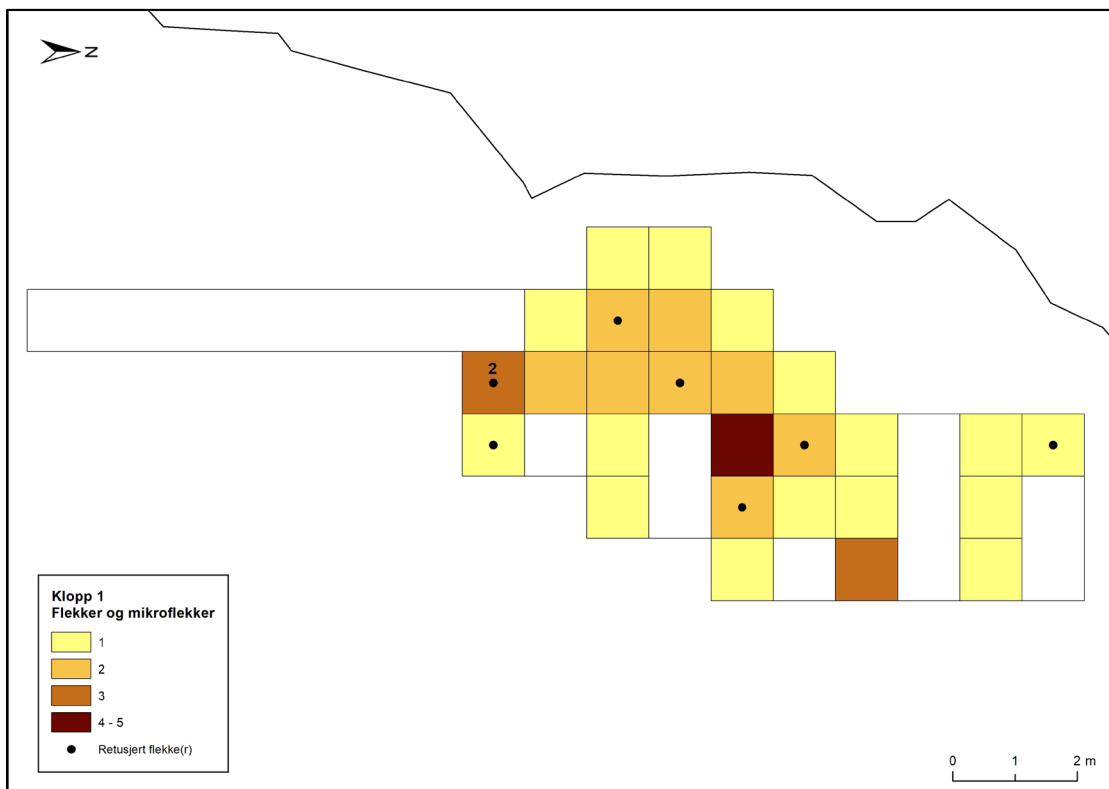 N
2
Klopp 1
Flekker og mikroflekker
1
2
3
4 - 5
Retusjert flekke(r)
0 1 2 m